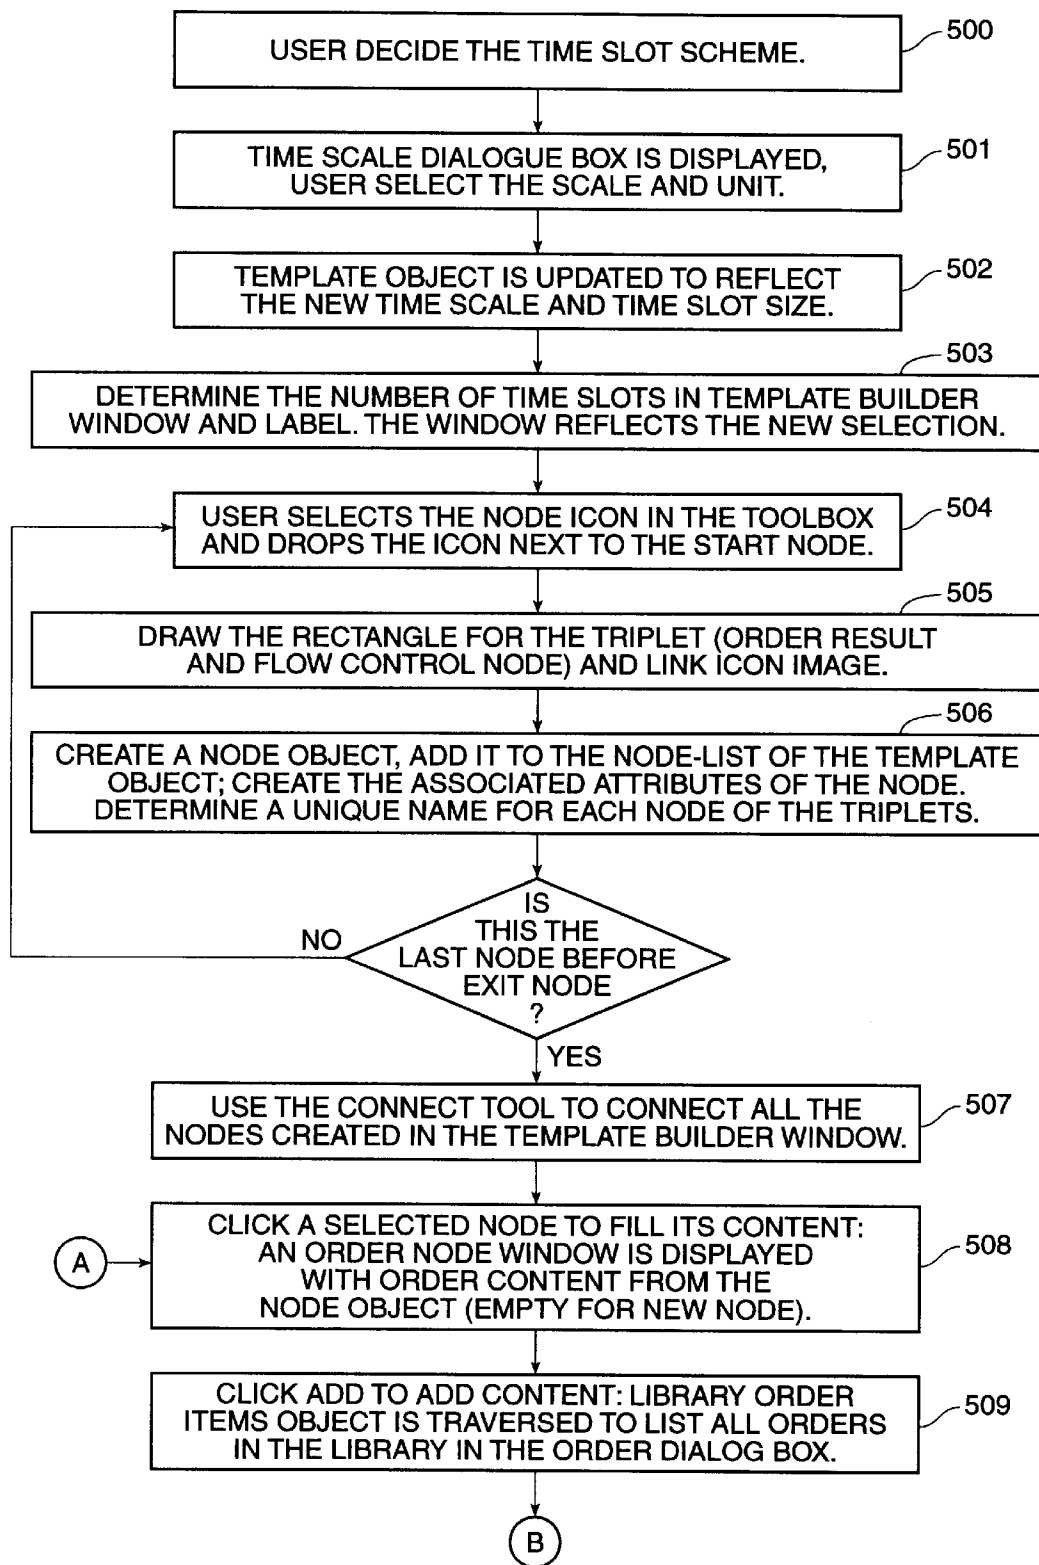 USER DECIDE THE TIME SLOT SCHEME.
500
TIME SCALE DIALOGUE BOX IS DISPLAYED,
USER SELECT THE SCALE AND UNIT.
501
TEMPLATE OBJECT IS UPDATED TO REFLECT
THE NEW TIME SCALE AND TIME SLOT SIZE.
502
503
DETERMINE THE NUMBER OF TIME SLOTS IN TEMPLATE BUILDER
WINDOW AND LABEL. THE WINDOW REFLECTS THE NEW SELECTION.
USER SELECTS THE NODE ICON IN THE TOOLBOX
AND DROPS THE ICON NEXT TO THE START NODE.
504
505
DRAW THE RECTANGLE FOR THE TRIPLET (ORDER RESULT
AND FLOW CONTROL NODE) AND LINK ICON IMAGE.
506
CREATE A NODE OBJECT, ADD IT TO THE NODE-LIST OF THE TEMPLATE
OBJECT; CREATE THE ASSOCIATED ATTRIBUTES OF THE NODE.
DETERMINE A UNIQUE NAME FOR EACH NODE OF THE TRIPLETS.
IS
THIS THE
LAST NODE BEFORE
EXIT NODE
?
NO
YES
USE THE CONNECT TOOL TO CONNECT ALL THE
NODES CREATED IN THE TEMPLATE BUILDER WINDOW.
507
A
CLICK A SELECTED NODE TO FILL ITS CONTENT:
AN ORDER NODE WINDOW IS DISPLAYED
WITH ORDER CONTENT FROM THE
NODE OBJECT (EMPTY FOR NEW NODE).
508
CLICK ADD TO ADD CONTENT: LIBRARY ORDER
ITEMS OBJECT IS TRAVERSED TO LIST ALL ORDERS
IN THE LIBRARY IN THE ORDER DIALOG BOX.
509
B